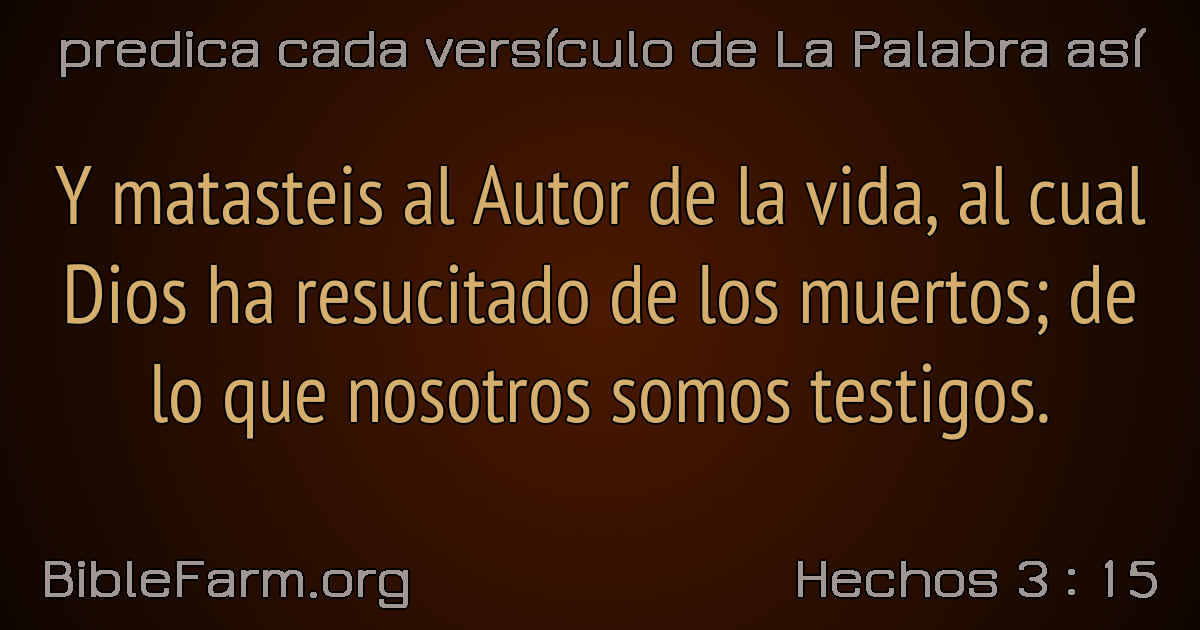 predica cada versículo de La Palabra así
Y matasteis al Autor de la vida, al cual
Dios ha resucitado de los muertos; de
lo que nosotros somos testigos.
BibleFarm.org
Hechos 3 : 15